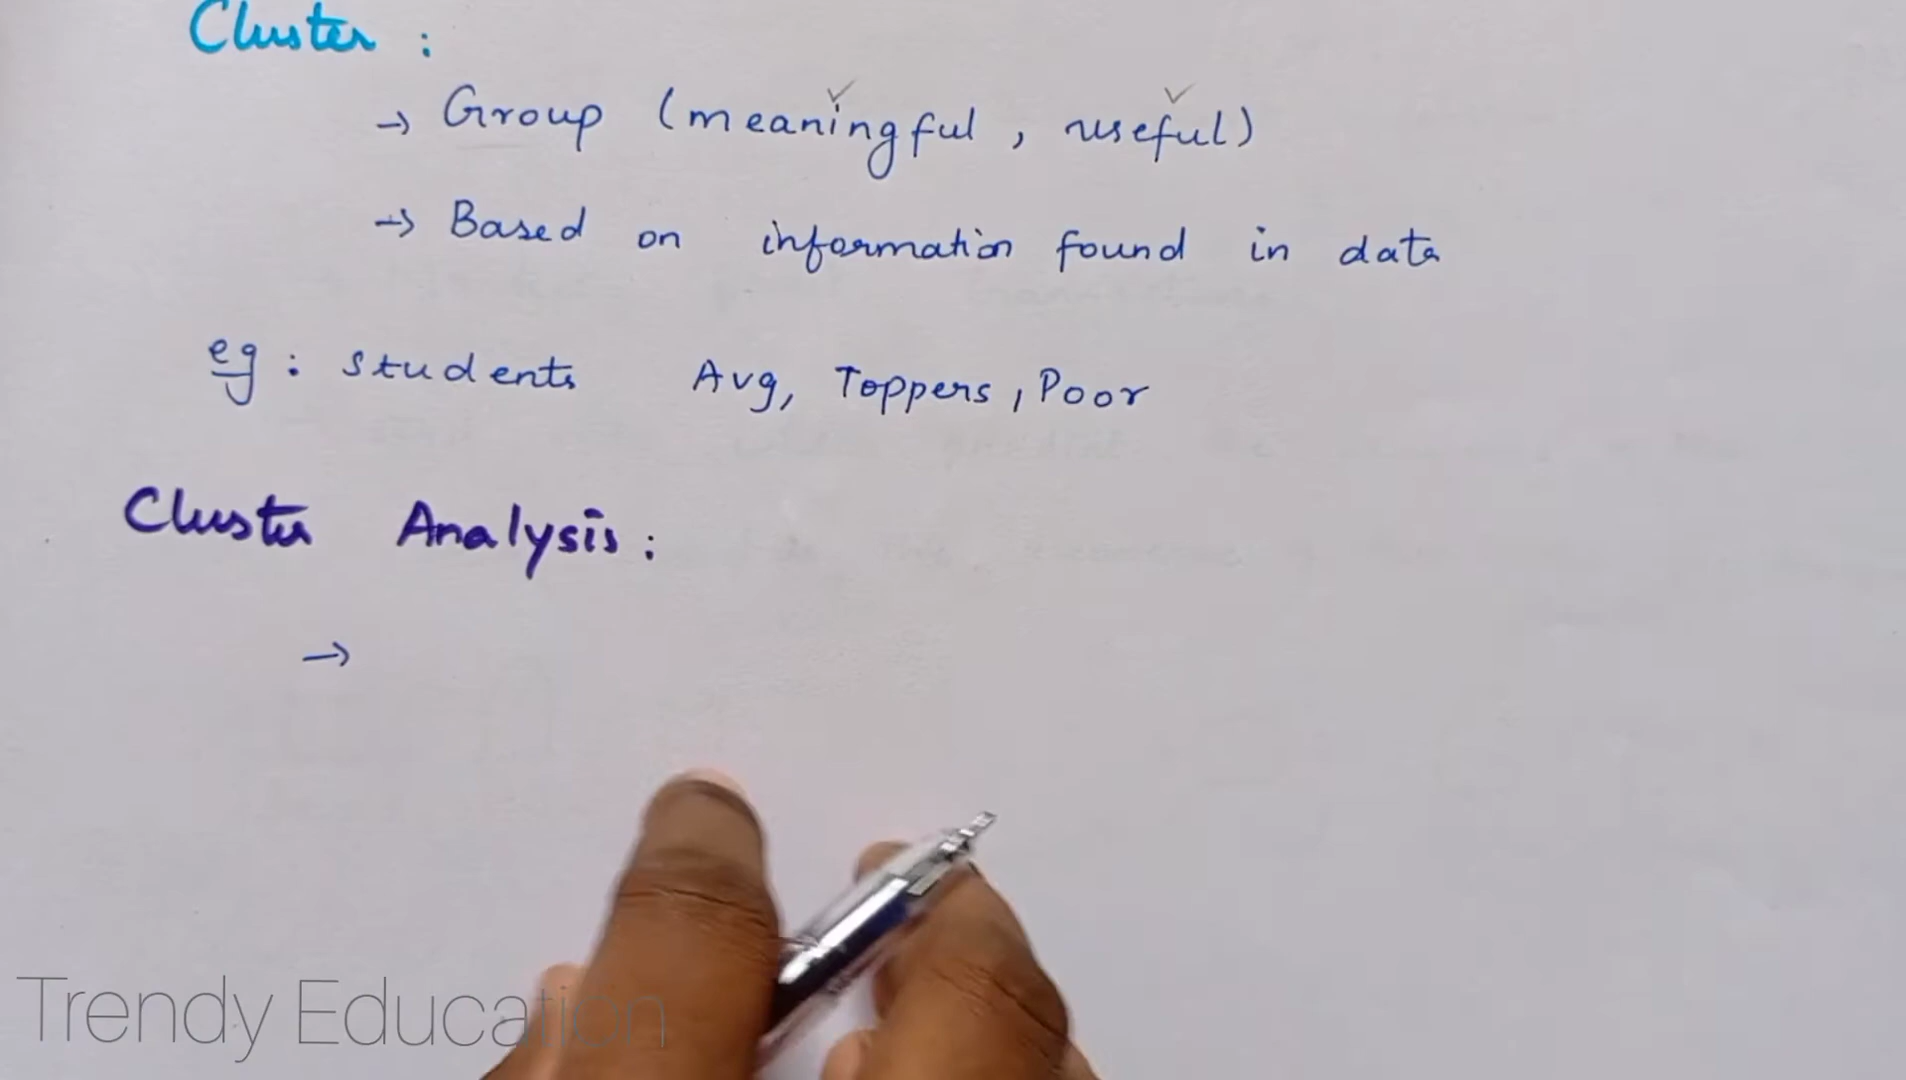 Cluster :
→ Group (meaningful, useful)
→ Based on information found in data
eg : students Avg, Toppers, Poor
Cluster Analysis :
→
Trendy Education